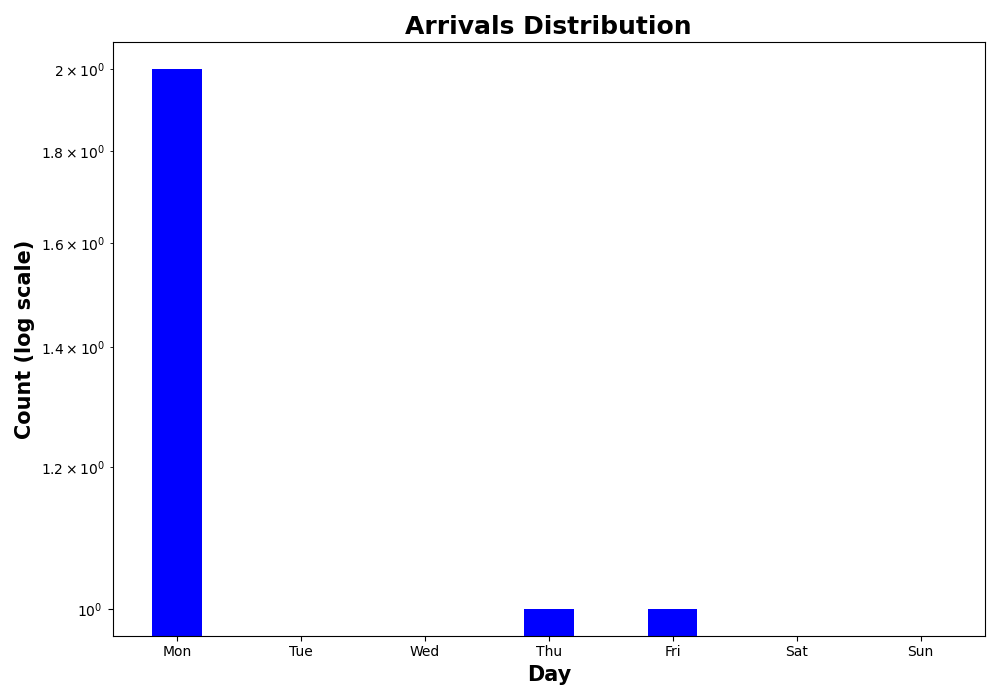 Arrivals Distribution
2 × 10⁰
1.8 × 10⁰
1.6 × 10⁰
1.4 × 10⁰
1.2 × 10⁰
10⁰
Count (log scale)
Mon Tue Wed Thu Fri Sat Sun
Day